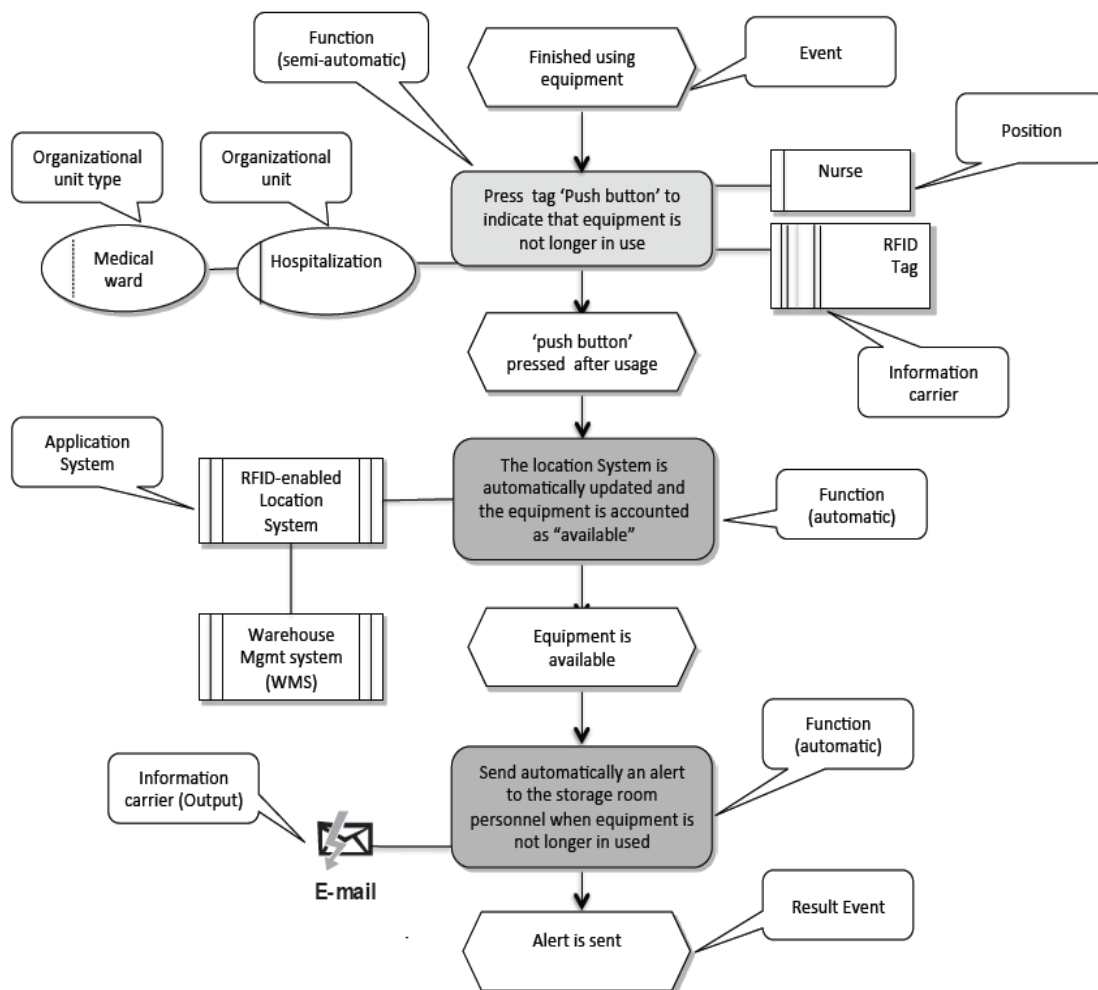 Function
(semi-automatic)
Finished using
equipment
Event
Position
Organizational
unit type
Organizational
unit
Press tag ‘Push button’ to
indicate that equipment is
not longer in use
Nurse
Medical
ward
Hospitalization
RFID
Tag
‘push button’
pressed after usage
Information
carrier
Application
System
RFID-enabled
Location
System
The location System is
automatically updated and
the equipment is accounted
as “available”
Function
(automatic)
Warehouse
Mgmt system
(WMS)
Equipment is
available
Function
(automatic)
Information
carrier (Output)
Send automatically an alert
to the storage room
personnel when equipment is
not longer in used
E-mail
Alert is sent
Result Event